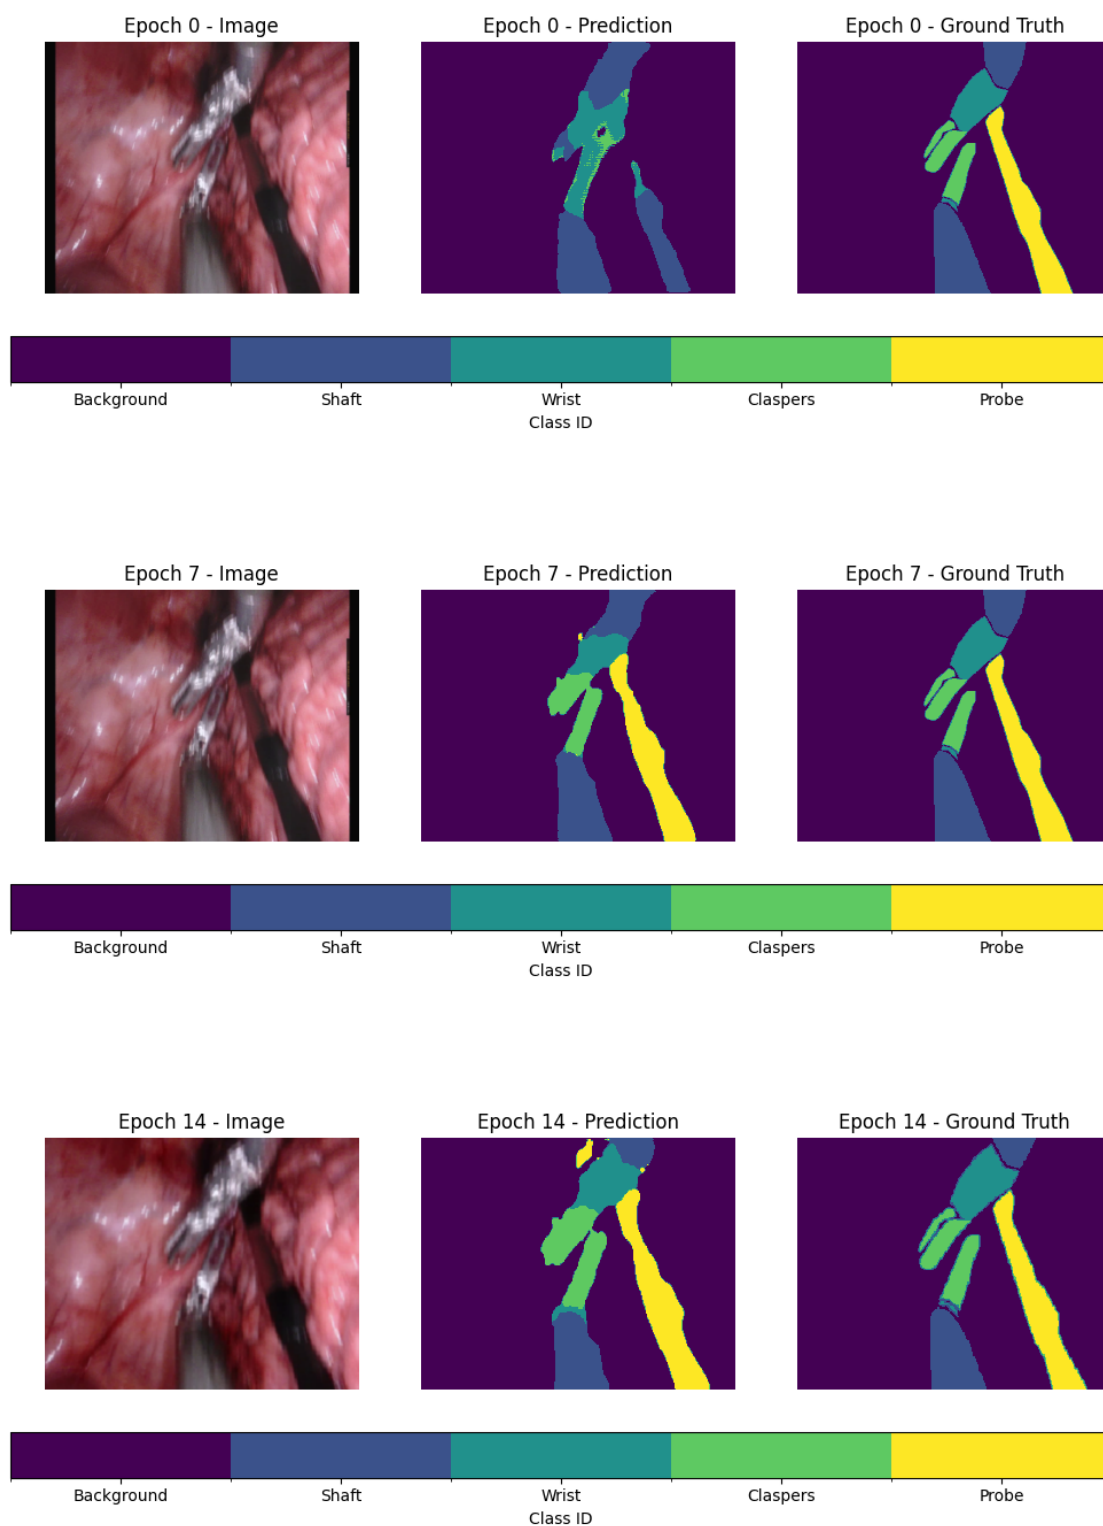 Epoch 0 - Image Epoch 0 - Prediction Epoch 0 - Ground Truth
Background Shaft Wrist Claspers Probe
Class ID
Epoch 7 - Image Epoch 7 - Prediction Epoch 7 - Ground Truth
Background Shaft Wrist Claspers Probe
Class ID
Epoch 14 - Image Epoch 14 - Prediction Epoch 14 - Ground Truth
Background Shaft Wrist Claspers Probe
Class ID